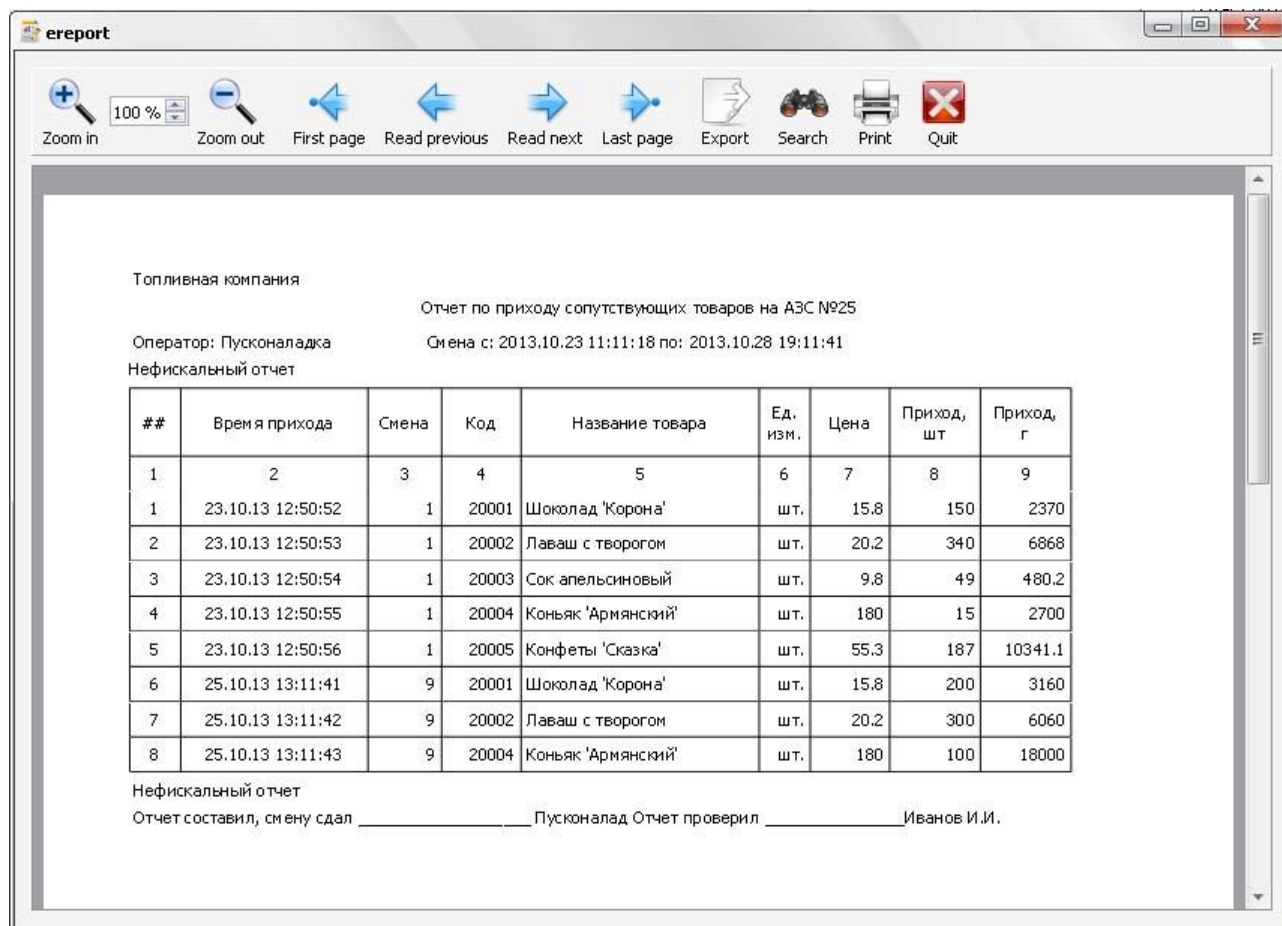 ereport
100 %
Zoom in Zoom out First page Read previous Read next Last page Export Search Print Quit
Топливная компания
Отчет по приходу сопутствующих товаров на АЗС №25
Оператор: Пусконаладка Смена с: 2013.10.23 11:11:18 по: 2013.10.28 19:11:41
Нефискальный отчет
## Время прихода Смена Код Название товара Ед. изм. Цена Приход, шт Приход, г
1 2 3 4 5 6 7 8 9
1 23.10.13 12:50:52 1 20001 Шоколад 'Корона' шт. 15.8 150 2370
2 23.10.13 12:50:53 1 20002 Лаваш с творогом шт. 20.2 340 6868
3 23.10.13 12:50:54 1 20003 Сок апельсиновый шт. 9.8 49 480.2
4 23.10.13 12:50:55 1 20004 Коньяк 'Армянский' шт. 180 15 2700
5 23.10.13 12:50:56 1 20005 Конфеты 'Сказка' шт. 55.3 187 10341.1
6 25.10.13 13:11:41 9 20001 Шоколад 'Корона' шт. 15.8 200 3160
7 25.10.13 13:11:42 9 20002 Лаваш с творогом шт. 20.2 300 6060
8 25.10.13 13:11:43 9 20004 Коньяк 'Армянский' шт. 180 100 18000
Нефискальный отчет
Отчет составил, смену сдал ____________________ Пусконалад Отчет проверил ________________Иванов И.И.